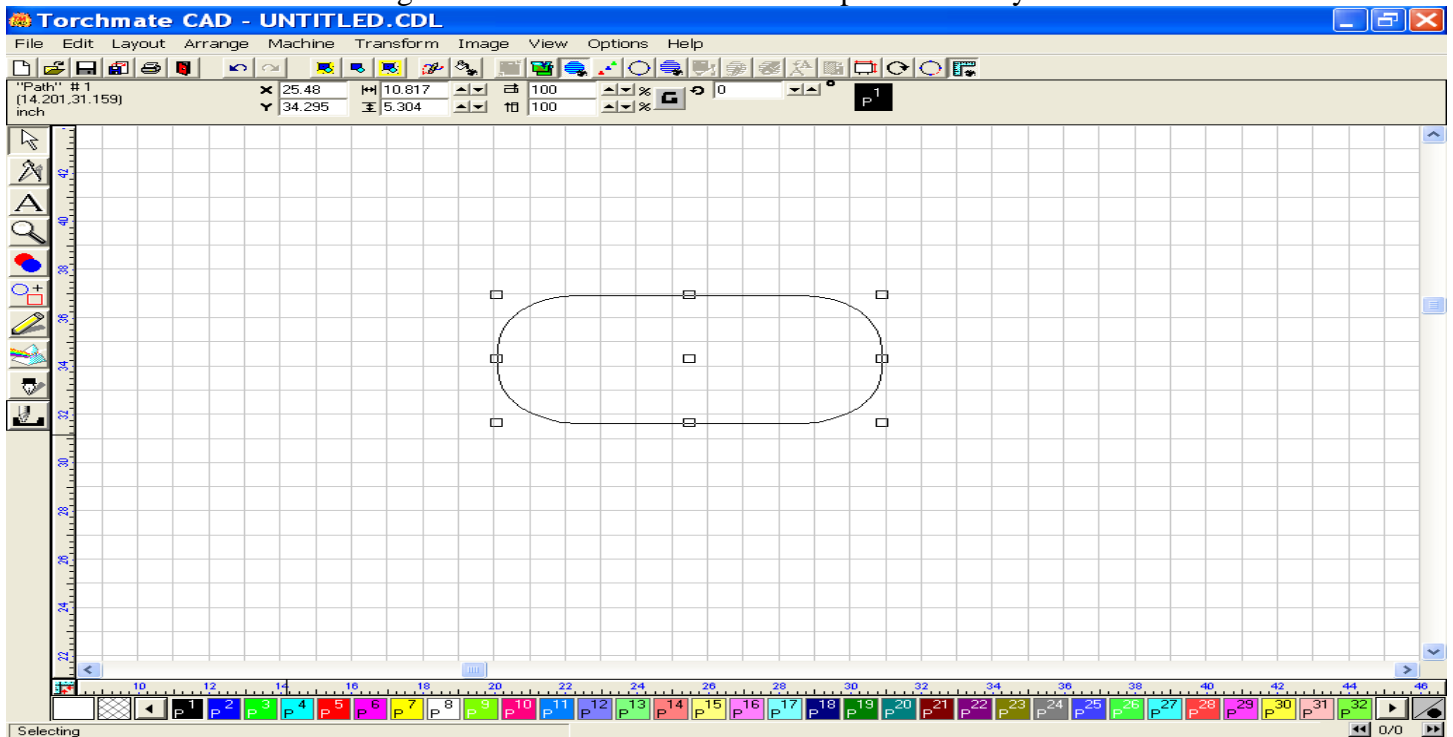 Torchmate CAD - UNTITLED.CDL
File Edit Layout Arrange Machine Transform Image View Options Help
"Path" # 1
(14.201,31.159)
inch
X 25.48 10.817 100 % 0 °
Y 34.295 5.304 100 %
G
P1
A
42
40
38
36
34
32
30
28
26
24
22
10 12 14 16 18 20 22 24 26 28 30 32 34 36 38 40 42 44 46
P1 P2 P3 P4 P5 P6 P7 P8 P9 P10 P11 P12 P13 P14 P15 P16 P17 P18 P19 P20 P21 P22 P23 P24 P25 P26 P27 P28 P29 P30 P31 P32
Selecting 0/0